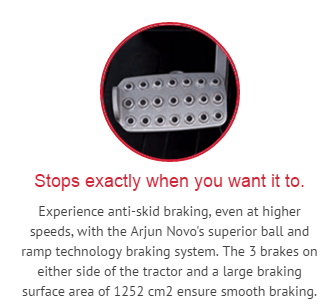 Stops exactly when you want it to.
Experience anti-skid braking, even at higher
speeds, with the Arjun Novo's superior ball and
ramp technology braking system. The 3 brakes on
either side of the tractor and a large braking
surface area of 1252 cm2 ensure smooth braking.